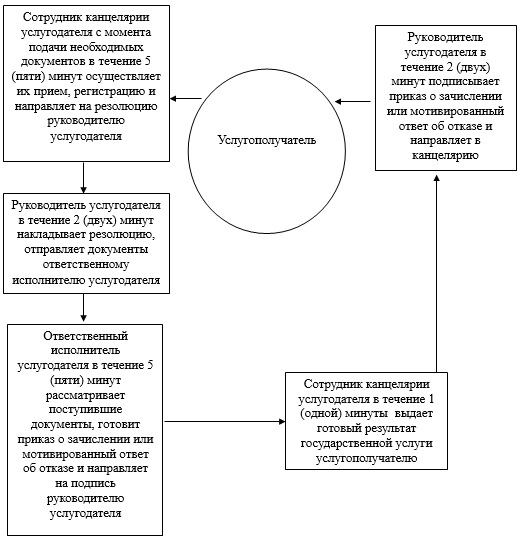 Сотрудник канцелярии
услугодателя с момента
подачи необходимых
документов в течение 5
(пяти) минут осуществляет
их прием, регистрацию и
направляет на резолюцию
руководителю
услугодателя
Руководитель
услугодателя в
течение 2 (двух)
минут подписывает
приказ о зачислении
или мотивированный
ответ об отказе и
направляет в
канцелярию
Услугополучатель
Руководитель услугодателя
в течение 2 (двух) минут
накладывает резолюцию,
отправляет документы
ответственному
исполнителю услугодателя
Ответственный
исполнитель
услугодателя в течение 5
(пяти) минут
рассматривает
поступившие
документы, готовит
приказ о зачислении или
мотивированный ответ
об отказе и направляет
на подпись
руководителю
услугодателя
Сотрудник канцелярии
услугодателя в течение 1
(одной) минуты выдает
готовый результат
государственной услуги
услугополучателю